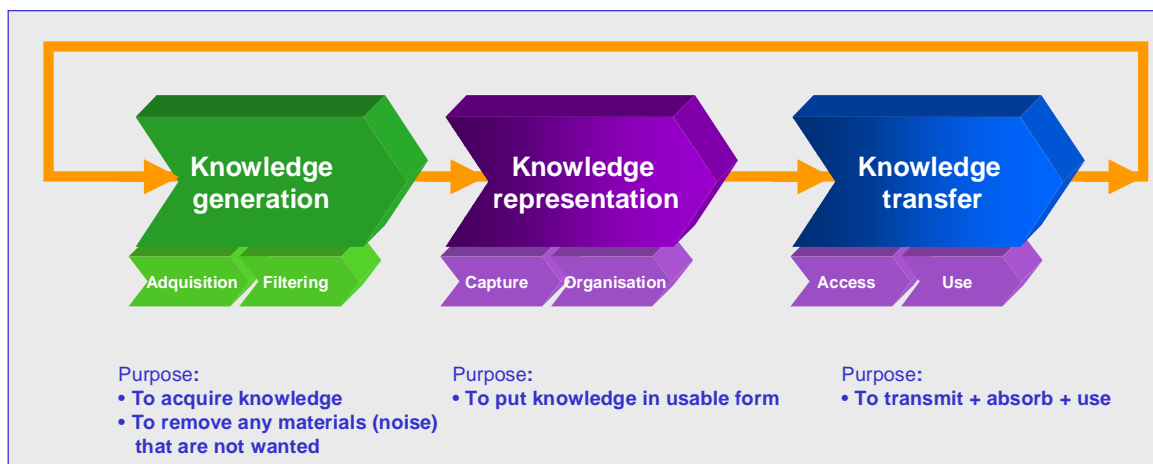 Knowledge
generation
Knowledge
representation
Knowledge
transfer
Adquisition
Filtering
Capture
Organisation
Access
Use
Purpose:
• To acquire knowledge
• To remove any materials (noise)
that are not wanted
Purpose:
• To put knowledge in usable form
Purpose:
• To transmit + absorb + use